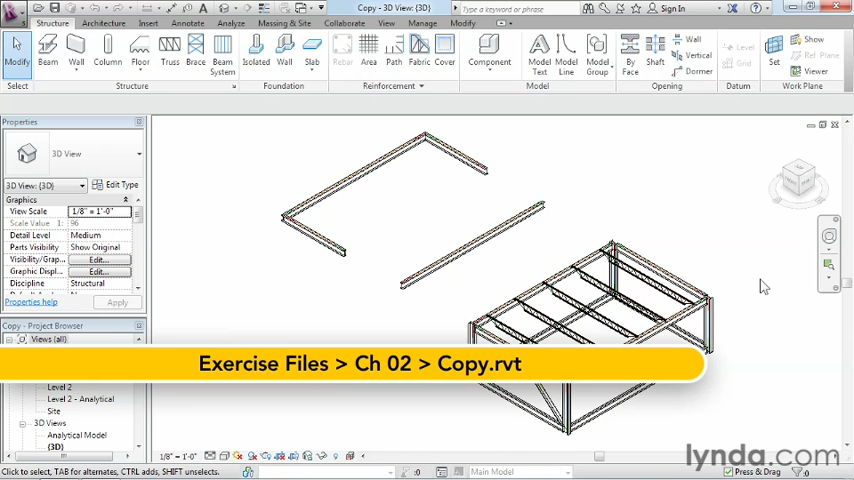 Copy - 3D View: {3D}
Type a keyword or phrase
Sign In
Structure Architecture Insert Annotate Analyze Massing & Site Collaborate View Manage Modify
Modify Beam Wall Column Floor Truss Brace Beam System Isolated Wall Slab Rebar Area Path Fabric Cover Component Model Text Model Line Model Group By Face Shaft Wall Vertical Dormer Level Grid Set Show Ref Plane Viewer
Select Structure Foundation Reinforcement Model Opening Datum Work Plane
Properties
3D View
3D View: {3D} Edit Type
Graphics
View Scale 1/8" = 1'-0"
Scale Value 1: 96
Detail Level Medium
Parts Visibility Show Original
Visibility/Grap... Edit...
Graphic Displ... Edit...
Discipline Structural
Properties help Apply
Copy - Project Browser
Views (all)
Exercise Files > Ch 02 > Copy.rvt
Level 2
Level 2 - Analytical
Site
3D Views
Analytical Model
{3D}
1/8" = 1'-0"
lynda.com
Click to select, TAB for alternates, CTRL adds, SHIFT unselects.
:0
Main Model
Press & Drag
:0